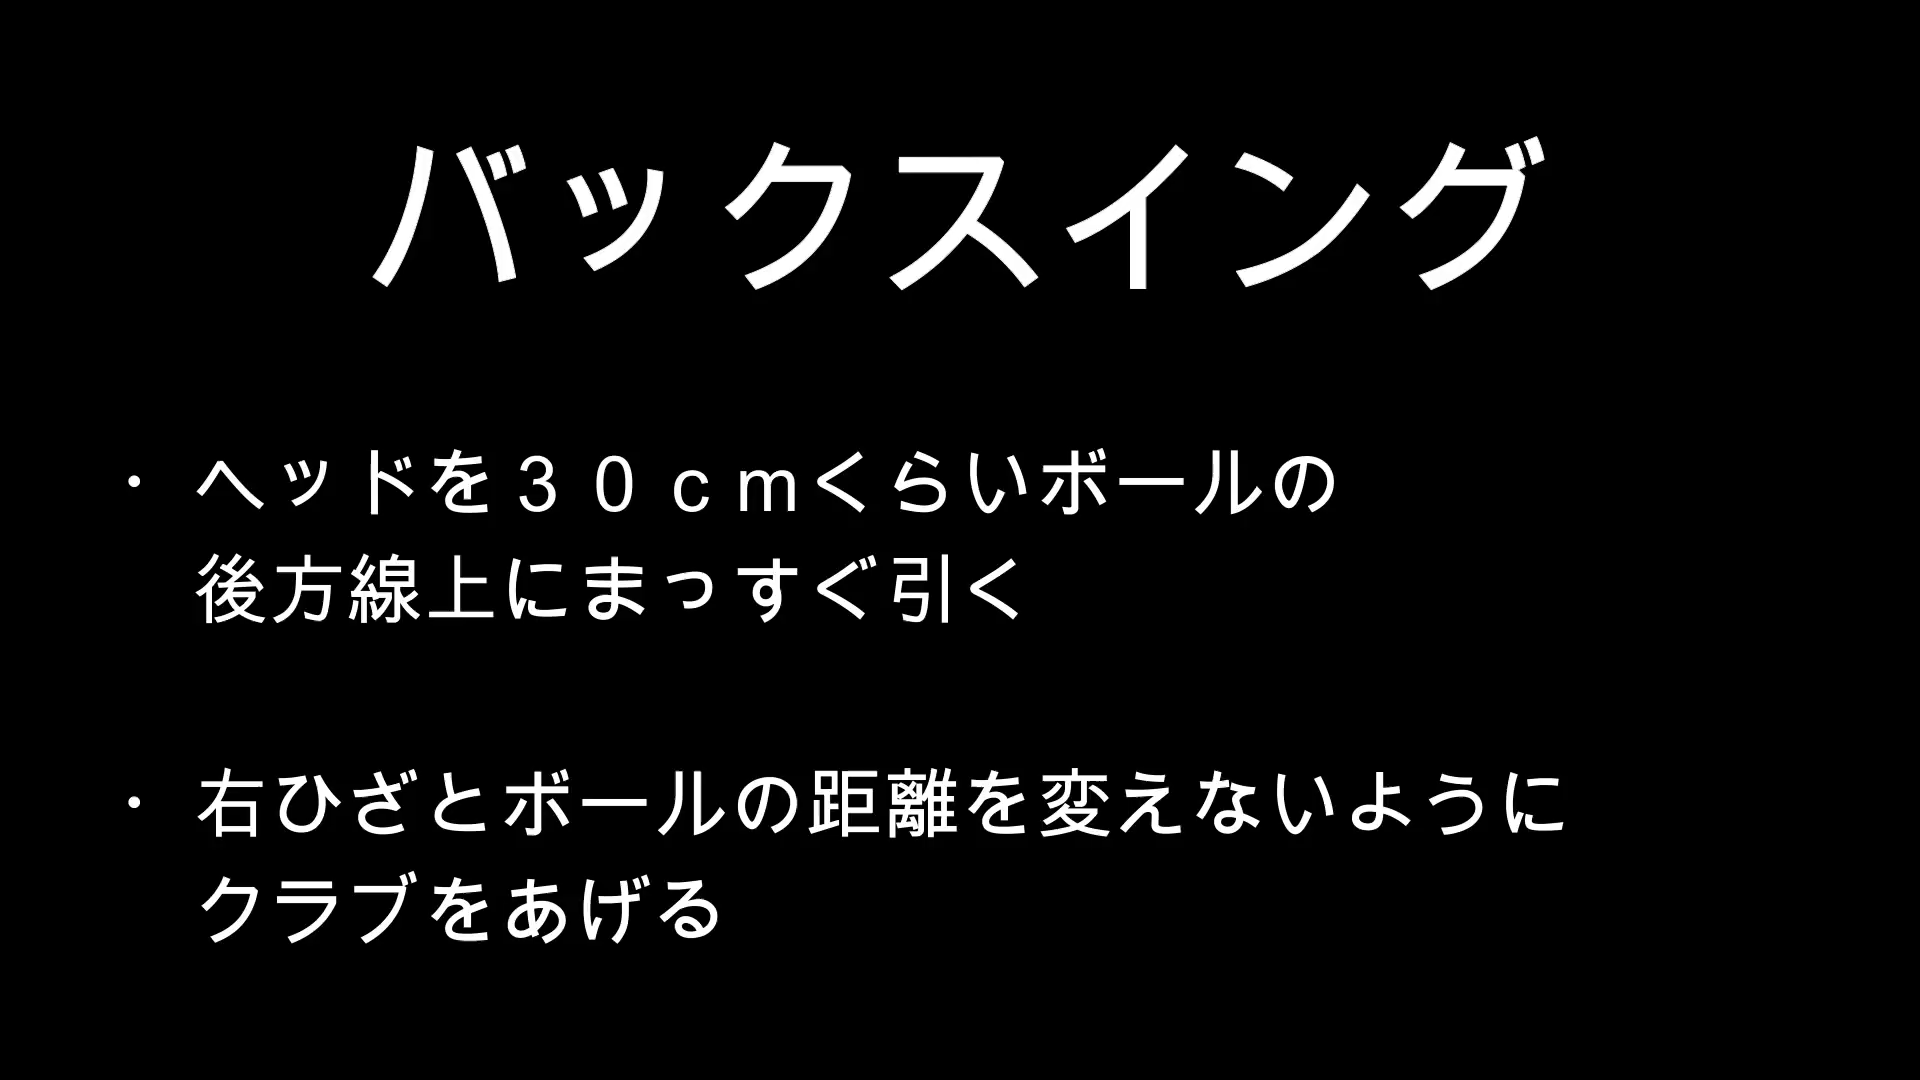 バックスイング
・ヘッドを３０ｃｍくらいボールの
後方線上にまっすぐ引く
・右ひざとボールの距離を変えないように
クラブをあげる